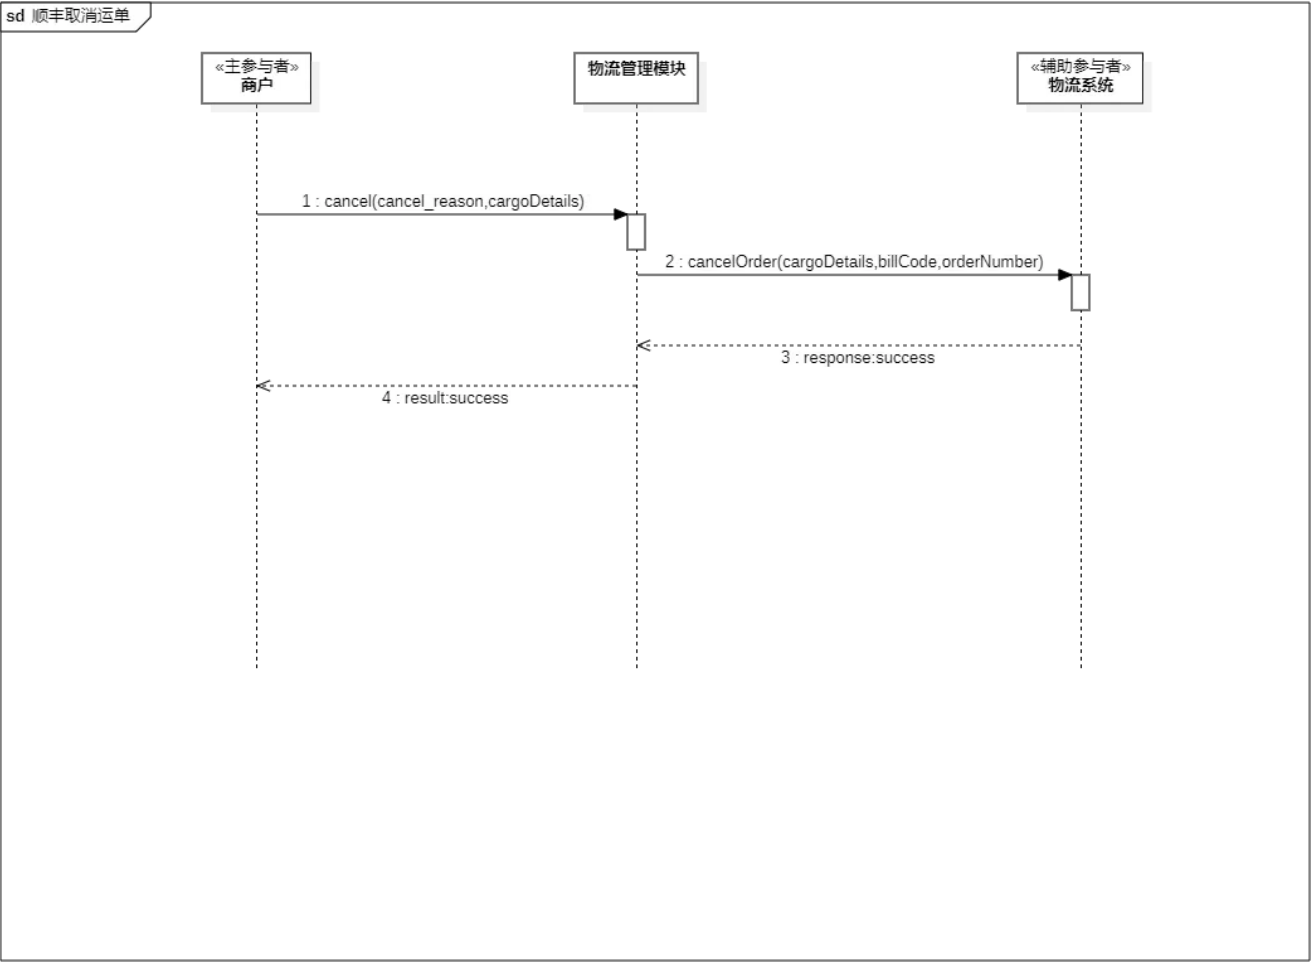 sd 顺丰取消运单
«主参与者»
商户
物流管理模块
«辅助参与者»
物流系统
1 : cancel(cancel_reason,cargoDetails)
2 : cancelOrder(cargoDetails,billCode,orderNumber)
3 : response:success
4 : result:success